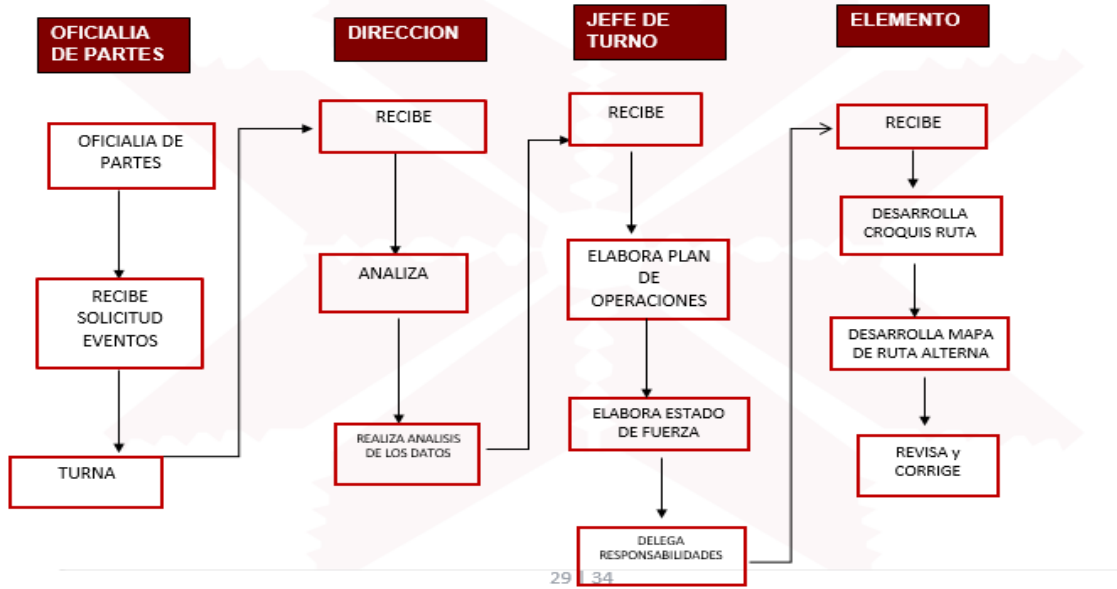 OFICIALIA
DE PARTES
OFICIALIA DE
PARTES
RECIBE
SOLICITUD
EVENTOS
TURNA
DIRECCION
RECIBE
ANALIZA
REALIZA ANALISIS
DE LOS DATOS
JEFE DE
TURNO
RECIBE
ELABORA PLAN
DE
OPERACIONES
ELABORA ESTADO
DE FUERZA
DELEGA
RESPONSABILIDADES
ELEMENTO
RECIBE
DESARROLLA
CROQUIS RUTA
DESARROLLA MAPA
DE RUTA ALTERNA
REVISA y
CORRIGE
29 | 34